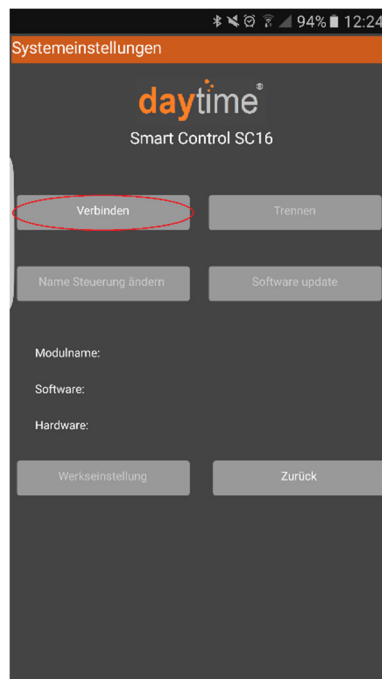 94% 12:24
Systemeinstellungen
daytime®
Smart Control SC16
Verbinden Trennen
Name Steuerung ändern Software update
Modulname:
Software:
Hardware:
Werkseinstellung Zurück